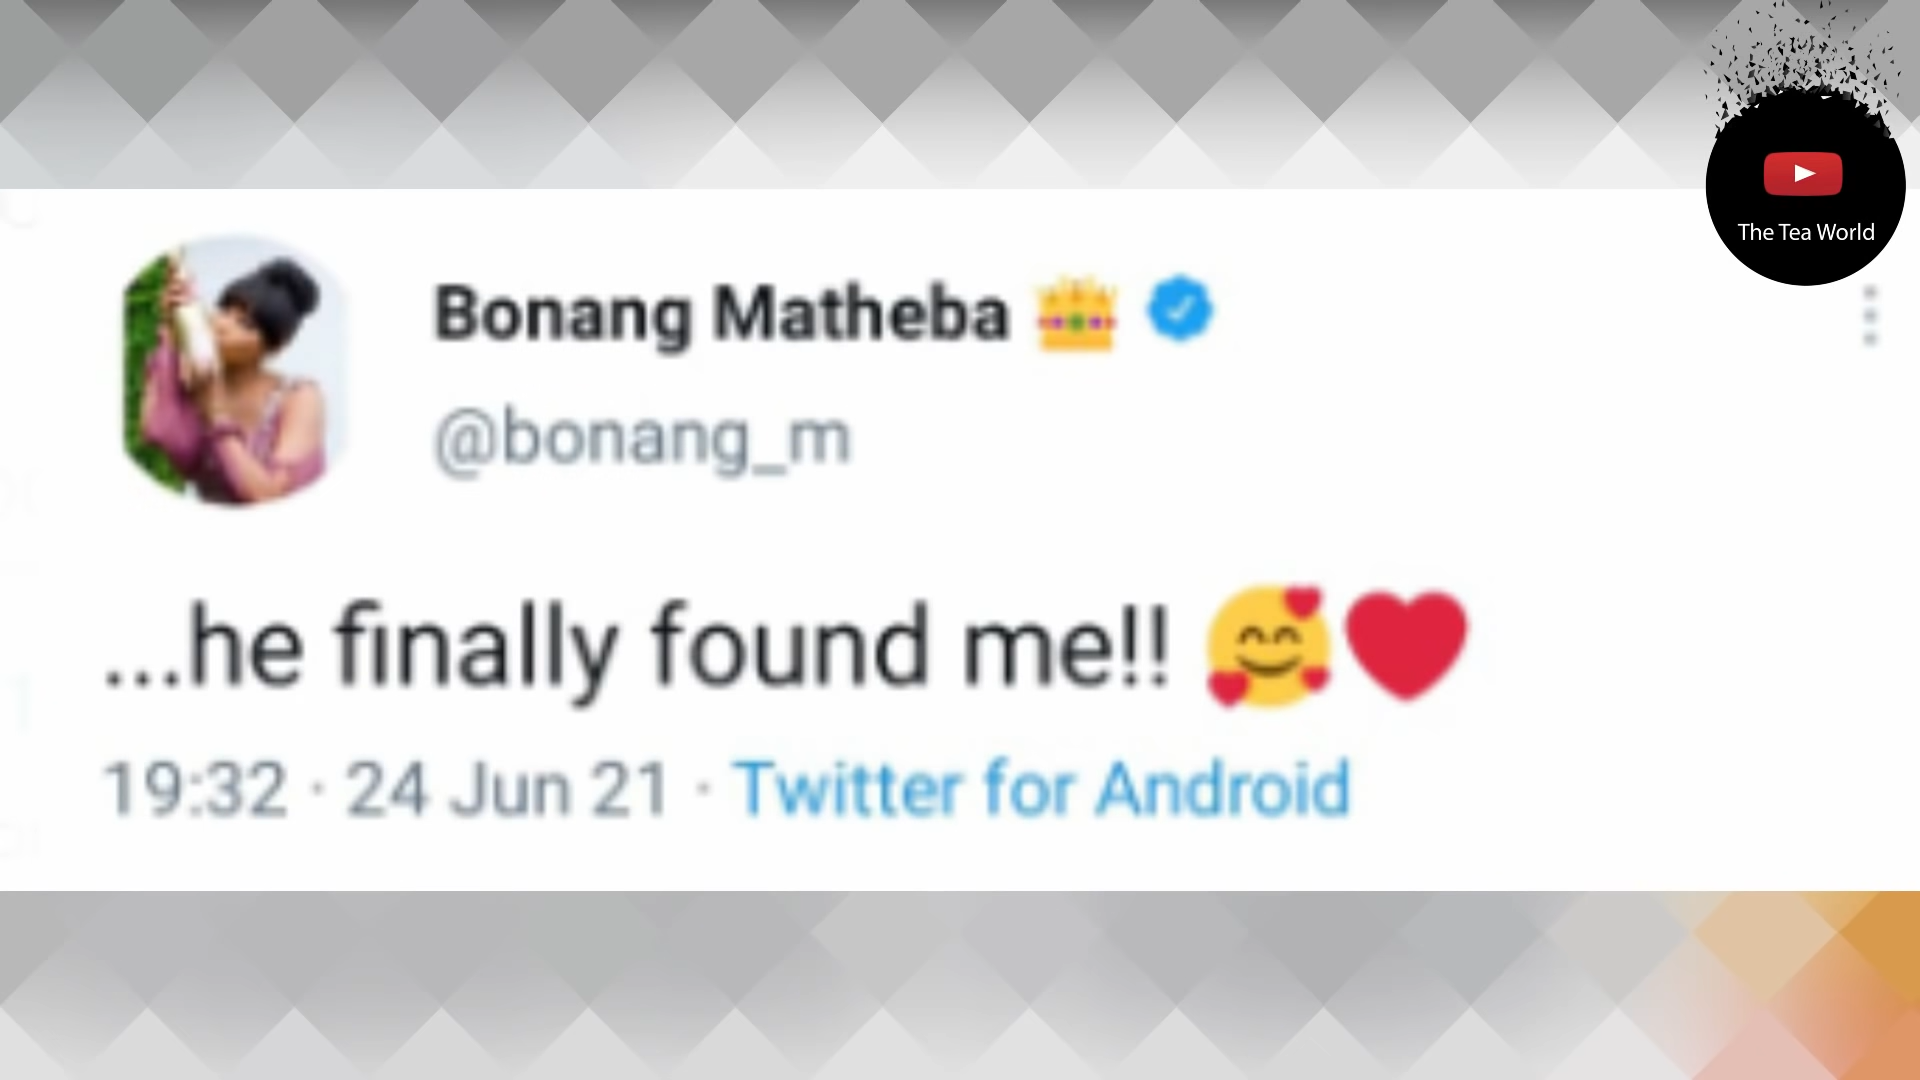 The Tea World
Bonang Matheba 👑
@bonang_m
...he finally found me!! 🥰❤️
19:32 · 24 Jun 21 · Twitter for Android